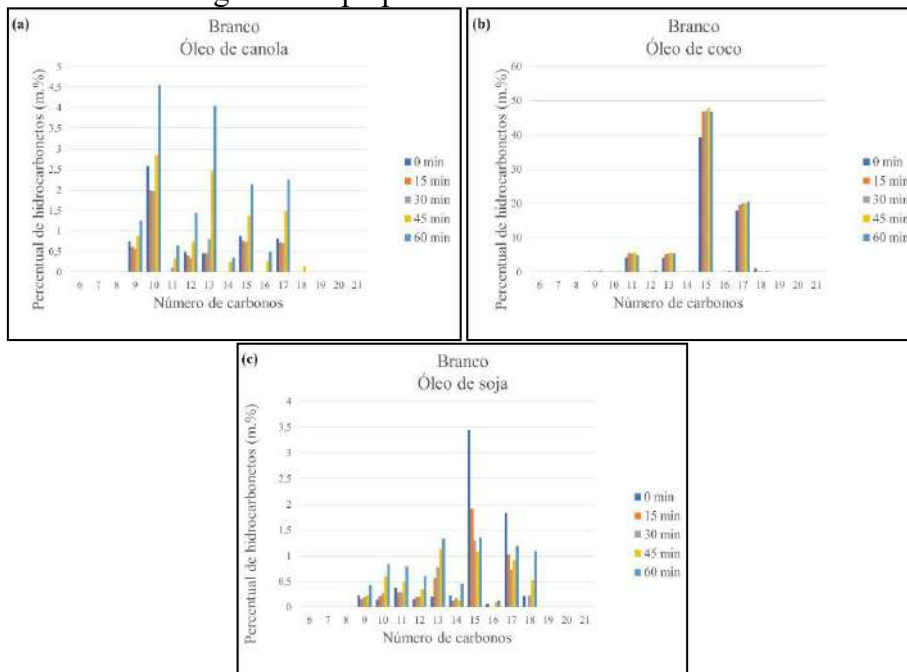 (a)
Branco
Óleo de canola
Percentual de hidrocarbonetos (m.%)
5
4,5
4
3,5
3
2,5
2
1,5
1
0,5
0
6 7 8 9 10 11 12 13 14 15 16 17 18 19 20 21
Número de carbonos
0 min
15 min
30 min
45 min
60 min
(b)
Branco
Óleo de coco
Percentual de hidrocarbonetos (m.%)
60
50
40
30
20
10
0
6 7 8 9 10 11 12 13 14 15 16 17 18 19 20 21
Número de carbonos
0 min
15 min
30 min
45 min
60 min
(c)
Branco
Óleo de soja
Percentual de hidrocarbonetos (m.%)
4
3,5
3
2,5
2
1,5
1
0,5
0
6 7 8 9 10 11 12 13 14 15 16 17 18 19 20 21
Número de carbonos
0 min
15 min
30 min
45 min
60 min